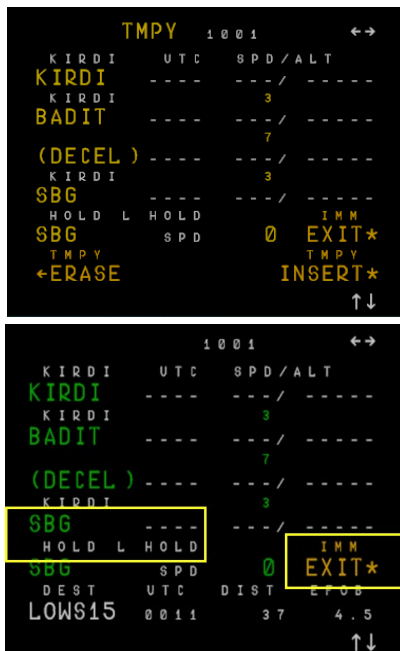 TMPY 1001 ←→
KIRDI UTC SPD/ALT
KIRDI ---- ---/ -----
KIRDI 3
BADIT ---- ---/ -----
7
(DECEL) ---- ---/ -----
KIRDI 3
SBG ---- ---/ -----
HOLD L HOLD IMM
SBG SPD 0 EXIT*
TMPY TMPY
←ERASE INSERT*
↑↓
1001 ←→
KIRDI UTC SPD/ALT
KIRDI ---- ---/ -----
KIRDI 3
BADIT ---- ---/ -----
7
(DECEL) ---- ---/ -----
KIRDI 3
SBG ---- ---/ -----
HOLD L HOLD IMM
SBG SPD 0 EXIT*
DEST UTC DIST EFOB
LOWS15 0011 37 4.5
↑↓